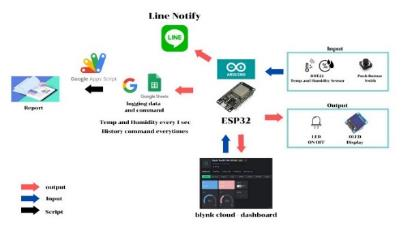 Line Notify
LINE
Google Apps Script
ARDUINO
Input
DHT22
Temp and Humidity Sensor
Push Button
Switch
Google Sheets
logging data
and command
Report
ESP32
Output
LED
ON/OFF
OLED
Display
Temp and Humidity every 1 sec
History command everytimes
output
Input
Script
blynk cloud dashboard